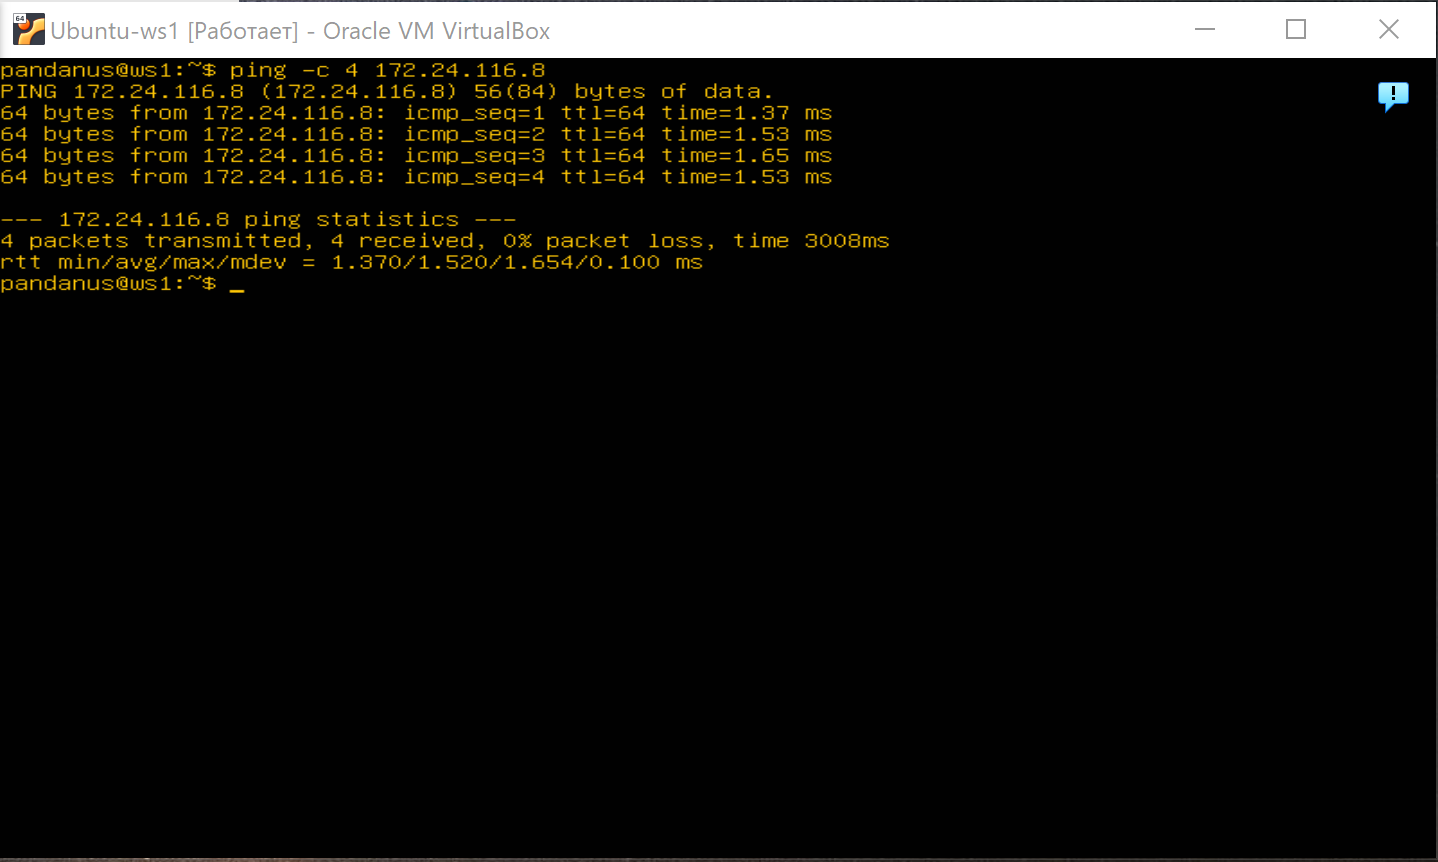 64
Ubuntu-ws1 [Работает] - Oracle VM VirtualBox
pandanus@ws1:~$ ping -c 4 172.24.116.8
PING 172.24.116.8 (172.24.116.8) 56(84) bytes of data.
64 bytes from 172.24.116.8: icmp_seq=1 ttl=64 time=1.37 ms
64 bytes from 172.24.116.8: icmp_seq=2 ttl=64 time=1.53 ms
64 bytes from 172.24.116.8: icmp_seq=3 ttl=64 time=1.65 ms
64 bytes from 172.24.116.8: icmp_seq=4 ttl=64 time=1.53 ms
--- 172.24.116.8 ping statistics ---
4 packets transmitted, 4 received, 0% packet loss, time 3008ms
rtt min/avg/max/mdev = 1.370/1.520/1.654/0.100 ms
pandanus@ws1:~$ _